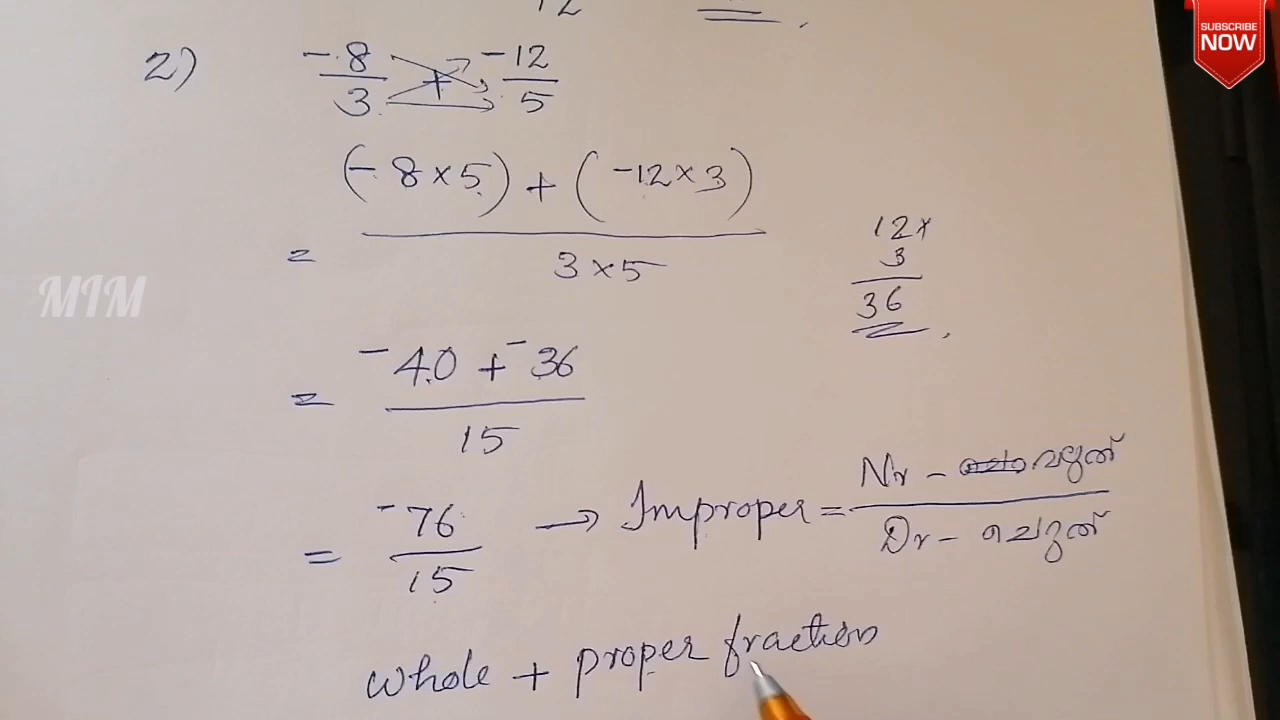 12
SUBSCRIBE
NOW
2) -8/3 + -12/5
= (-8×5) + (-12×3) / 3×5
12×
3
36
MIM
= -40 + -36 / 15
= -76/15 → Improper = Nr - വലുത് / Dr - ചെറുത്
whole + proper fraction